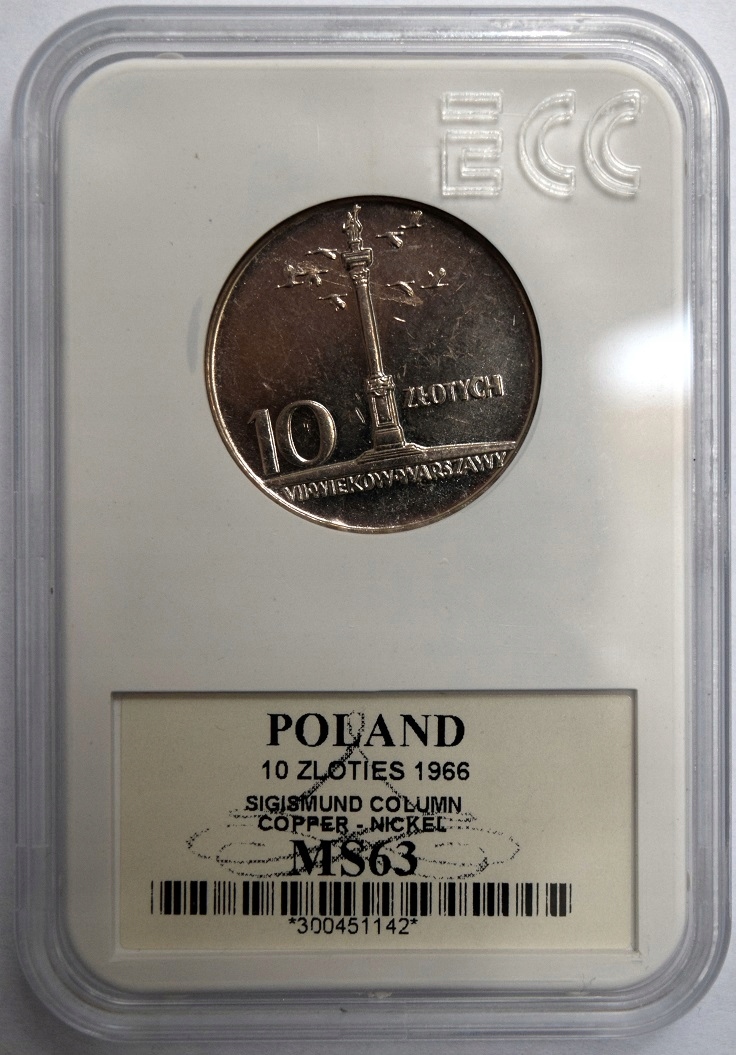 ECC
10 ZŁOTYCH
VII·WIEKÓW·WARSZAWY
POLAND
10 ZLOTIES 1966
SIGISMUND COLUMN
COPPER - NICKEL
MS63
*300451142*